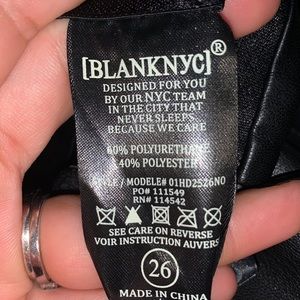 [BLANKNYC]®
DESIGNED FOR YOU
BY OUR NYC TEAM
IN THE CITY THAT
NEVER SLEEPS
BECAUSE WE CARE
60% POLYURETHANE
40% POLYESTER
STYLE / MODELE# 01HD2526NO
PO# 111549
RN# 114542
SEE CARE ON REVERSE
VOIR INSTRUCTION AUVERS
26
MADE IN CHINA